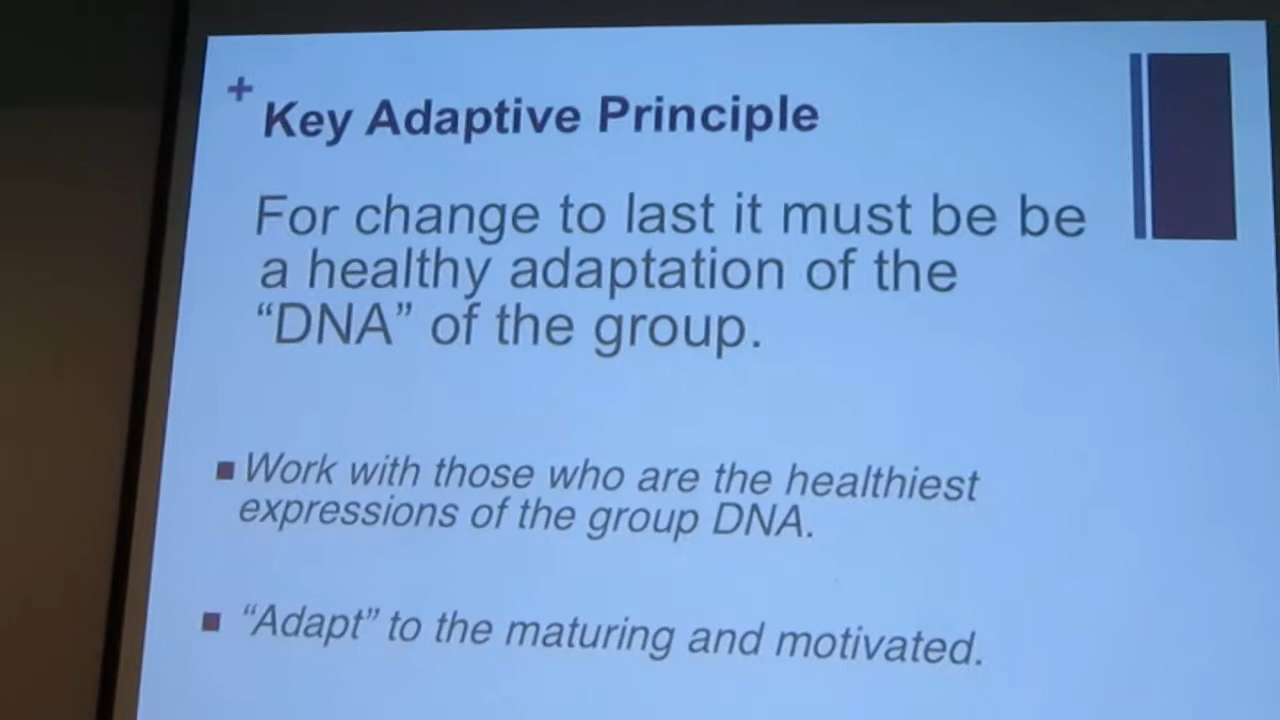 +
Key Adaptive Principle
For change to last it must be be
a healthy adaptation of the
“DNA” of the group.
▪ Work with those who are the healthiest
expressions of the group DNA.
▪ “Adapt” to the maturing and motivated.